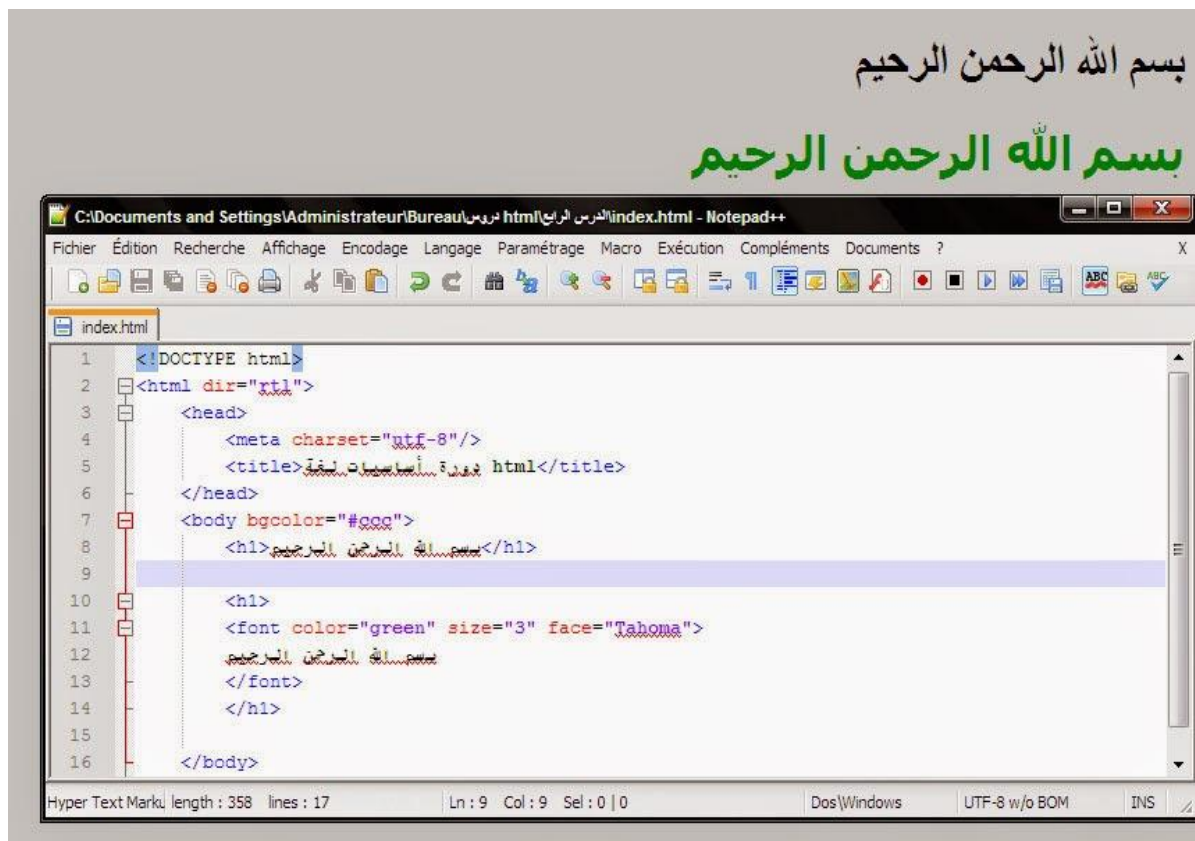 بسم الله الرحمن الرحيم
بسم الله الرحمن الرحيم
C:\Documents and Settings\Administrateur\Bureau\دروس html\الدرس الرابع\index.html - Notepad++
Fichier Édition Recherche Affichage Encodage Langage Paramétrage Macro Exécution Compléments Documents ? X
index.html
1 <!DOCTYPE html>
2 <html dir="rtl">
3 <head>
4 <meta charset="utf-8"/>
5 <title>دورة أساسيات لغة html</title>
6 </head>
7 <body bgcolor="#ccc">
8 <h1>بسم الله الرحمن الرحيم</h1>
9
10 <h1>
11 <font color="green" size="3" face="Tahoma">
12 بسم الله الرحمن الرحيم
13 </font>
14 </h1>
15
16 </body>
Hyper Text Marku length : 358 lines : 17 Ln : 9 Col : 9 Sel : 0 | 0 Dos\Windows UTF-8 w/o BOM INS